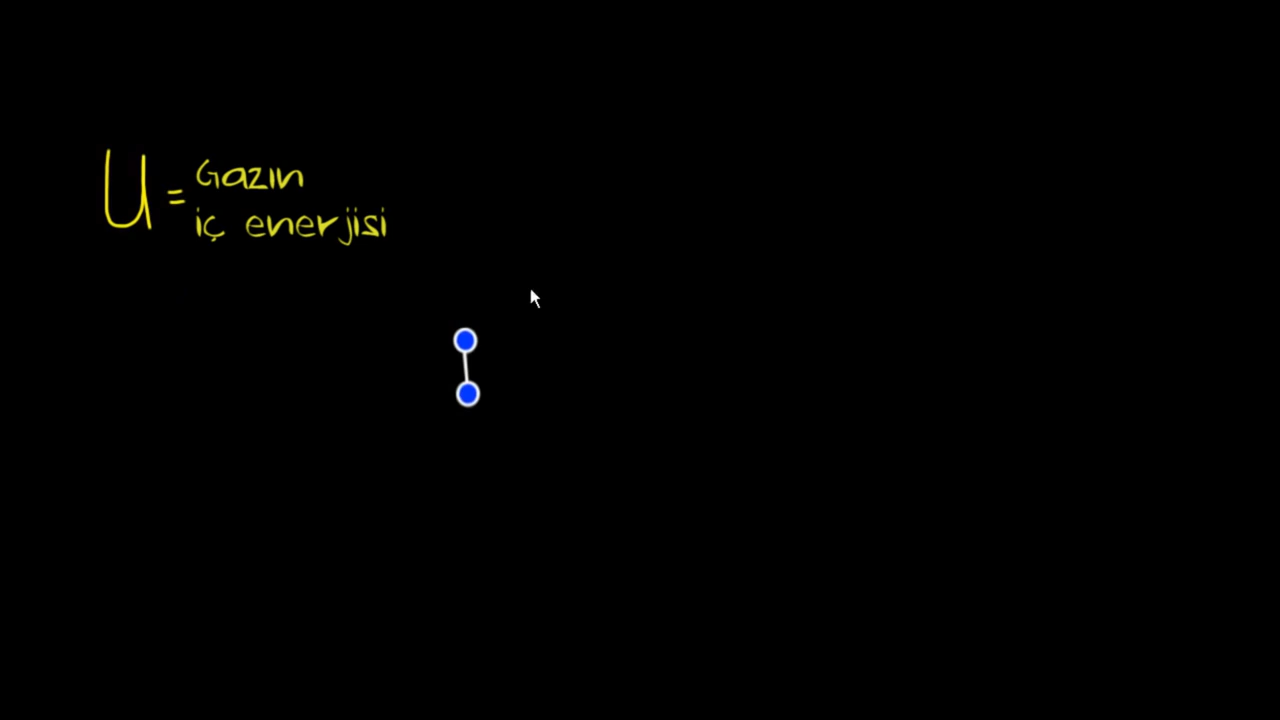 U = Gazın
iç enerjisi